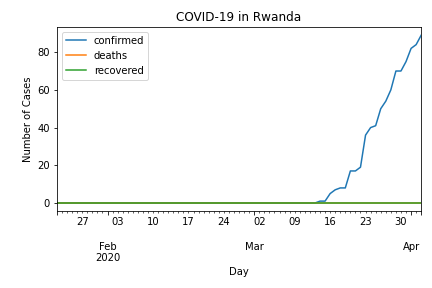 COVID-19 in Rwanda
confirmed
deaths
recovered
Number of Cases
80
60
40
20
0
27 03 10 17 24 02 09 16 23 30
Feb Mar Apr
2020
Day